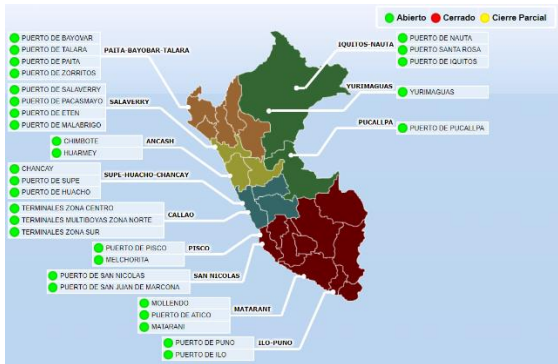 Abierto Cerrado Cierre Parcial
PUERTO DE BAYOVAR
PUERTO DE TALARA
PUERTO DE PAITA
PUERTO DE ZORRITOS
PAITA-BAYOBAR-TALARA
IQUITOS-NAUTA
PUERTO DE NAUTA
PUERTO SANTA ROSA
PUERTO DE IQUITOS
PUERTO DE SALAVERRY
PUERTO DE PACASMAYO
PUERTO DE ETEN
PUERTO DE MALABRIGO
SALAVERRY
YURIMAGUAS
YURIMAGUAS
PUCALLPA
PUERTO DE PUCALLPA
CHIMBOTE
HUARMEY
ANCASH
CHANCAY
PUERTO DE SUPE
PUERTO DE HUACHO
SUPE-HUACHO-CHANCAY
TERMINALES ZONA CENTRO
TERMINALES MULTIBOYAS ZONA NORTE
TERMINALES ZONA SUR
CALLAO
PUERTO DE PISCO
MELCHORITA
PISCO
PUERTO DE SAN NICOLAS
PUERTO DE SAN JUAN DE MARCONA
SAN NICOLAS
MOLLENDO
PUERTO DE ATICO
MATARANI
MATARANI
PUERTO DE PUNO
PUERTO DE ILO
ILO-PUNO